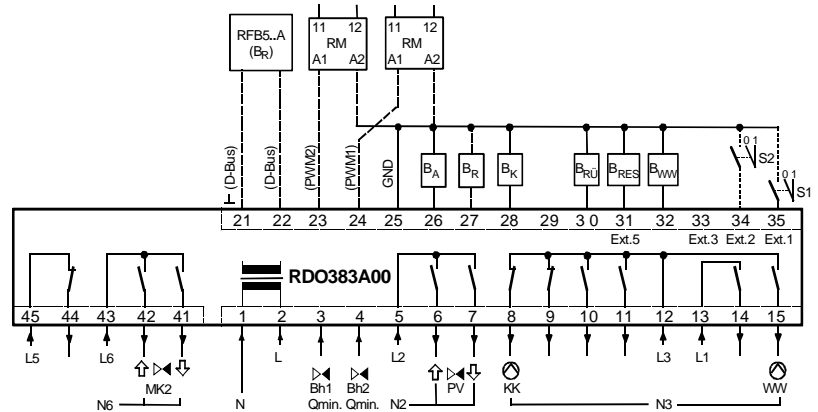 11 12 11 12
RFB5..A
(BR)
RM RM
A1 A2 A1 A2
(D-Bus) (D-Bus) (PWM2) (PWM1) GND
BA BR BK BRÜ BRES BWW
0 1 S2
0 1 S1
21 22 23 24 25 26 27 28 29 30 31 32 33 34 35
Ext.5 Ext.3 Ext.2 Ext.1
RDO383A00
45 44 43 42 41 1 2 3 4 5 6 7 8 9 10 11 12 13 14 15
L5 L6 L L2 L3 L1
MK2 Bh1 Bh2 PV KK WW
N6 N Qmin. Qmin. N2 N3